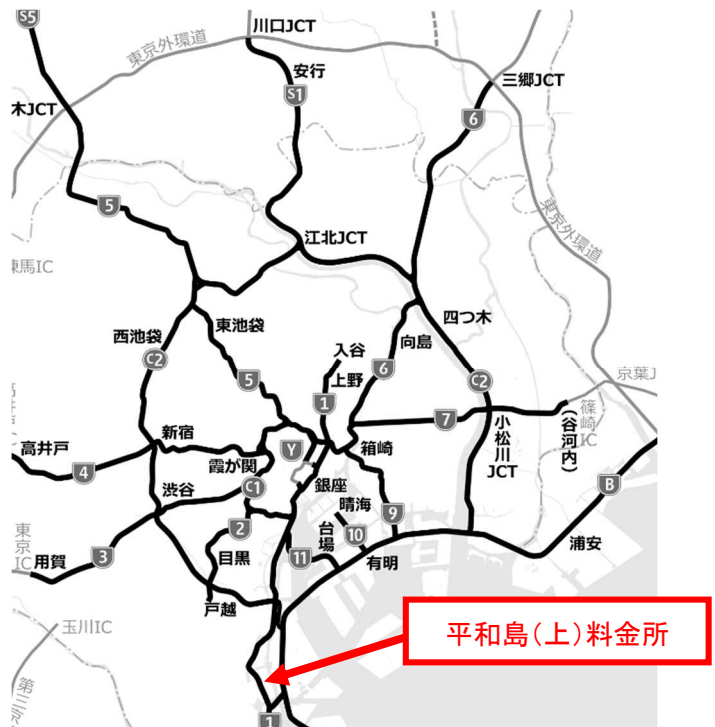 S5
川口JCT
東京外環道
安行
三郷JCT
木JCT
S1
6
5
江北JCT
東京外環道
馬IC
四つ木
東池袋
西池袋
入谷
向島
C2
上野
6
C2
京葉J
5
1
7
篠崎IC
新宿
Y
箱崎
小松川JCT
(谷河内)
高井戸
高井戸
霞が関
4
渋谷
C1
銀座
B
晴海
9
2
台場
10
東京IC
用賀
3
目黒
11
有明
浦安
戸越
玉川IC
平和島(上)料金所
第三京
1